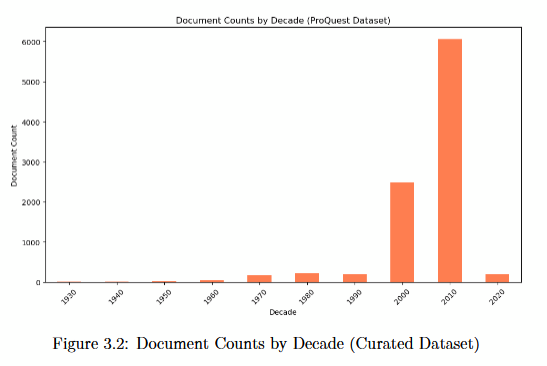 Document Counts by Decade (ProQuest Dataset)
Document Count
6000
5000
4000
3000
2000
1000
0
1930 1940 1950 1960 1970 1980 1990 2000 2010 2020
Decade
Figure 3.2: Document Counts by Decade (Curated Dataset)